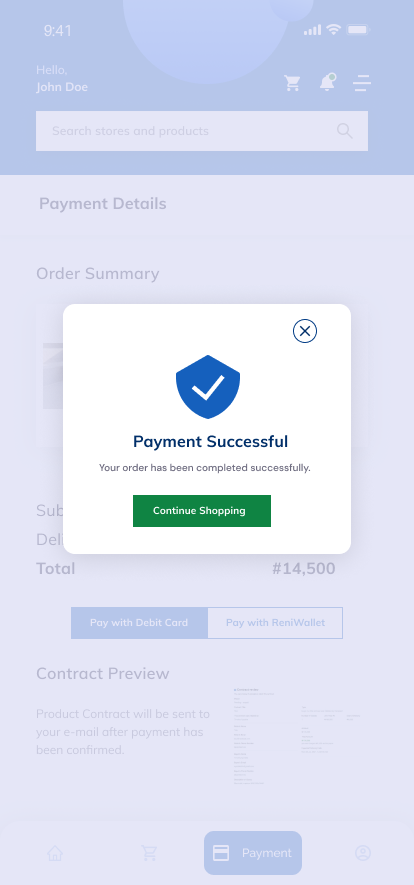 9:41
Hello,
John Doe
Search stores and products
Payment Details
Order Summary
Payment Successful
Your order has been completed successfully.
Continue Shopping
Total #14,500
Pay with Debit Card Pay with ReniWallet
Contract Preview
Product Contract will be sent to
your e-mail after payment has
been confirmed.
Payment